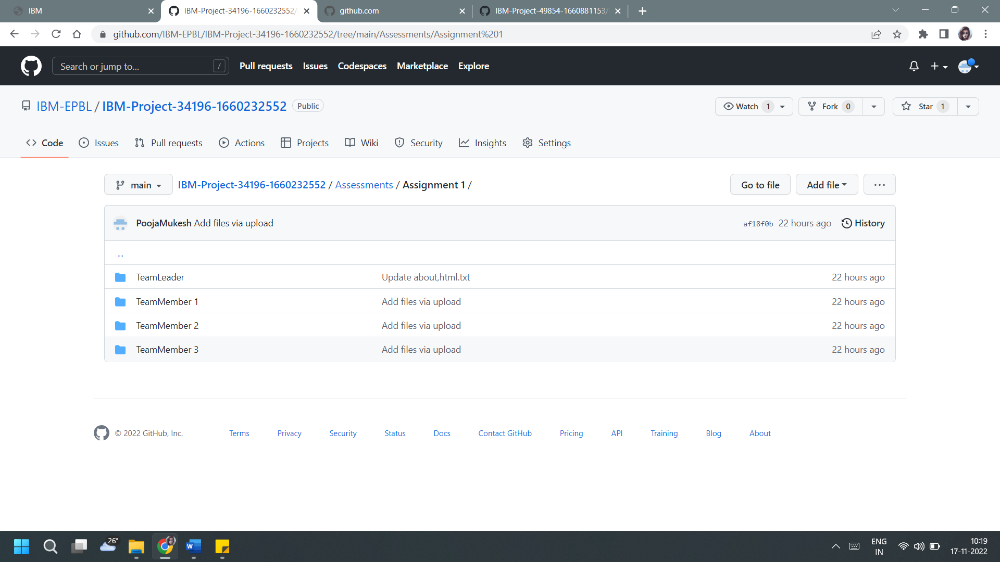 IBM
IBM-Project-34196-1660232552/
github.com
IBM-Project-49854-1660881153/
github.com/IBM-EPBL/IBM-Project-34196-1660232552/tree/main/Assessments/Assignment%201
Search or jump to... /
Pull requests Issues Codespaces Marketplace Explore
IBM-EPBL / IBM-Project-34196-1660232552 Public
Watch 1 Fork 0 Star 1
Code Issues Pull requests Actions Projects Wiki Security Insights Settings
main IBM-Project-34196-1660232552 / Assessments / Assignment 1 /
Go to file Add file ...
PoojaMukesh Add files via upload af18f0b 22 hours ago History
..
TeamLeader Update about,html.txt 22 hours ago
TeamMember 1 Add files via upload 22 hours ago
TeamMember 2 Add files via upload 22 hours ago
TeamMember 3 Add files via upload 22 hours ago
© 2022 GitHub, Inc. Terms Privacy Security Status Docs Contact GitHub Pricing API Training Blog About
26°
W
ENG
IN
10:19
17-11-2022